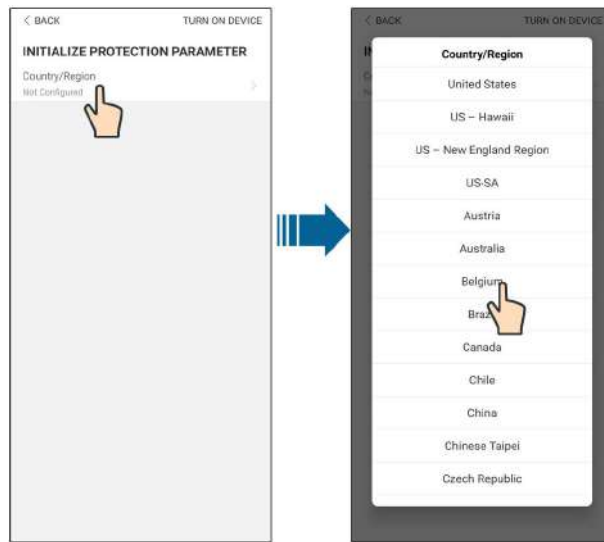 < BACK TURN ON DEVICE
INITIALIZE PROTECTION PARAMETER
Country/Region
Not Configured
< BACK TURN ON DEVICE
Country/Region
United States
US – Hawaii
US – New England Region
US-SA
Austria
Australia
Belgium
Braz
Canada
Chile
China
Chinese Taipei
Czech Republic